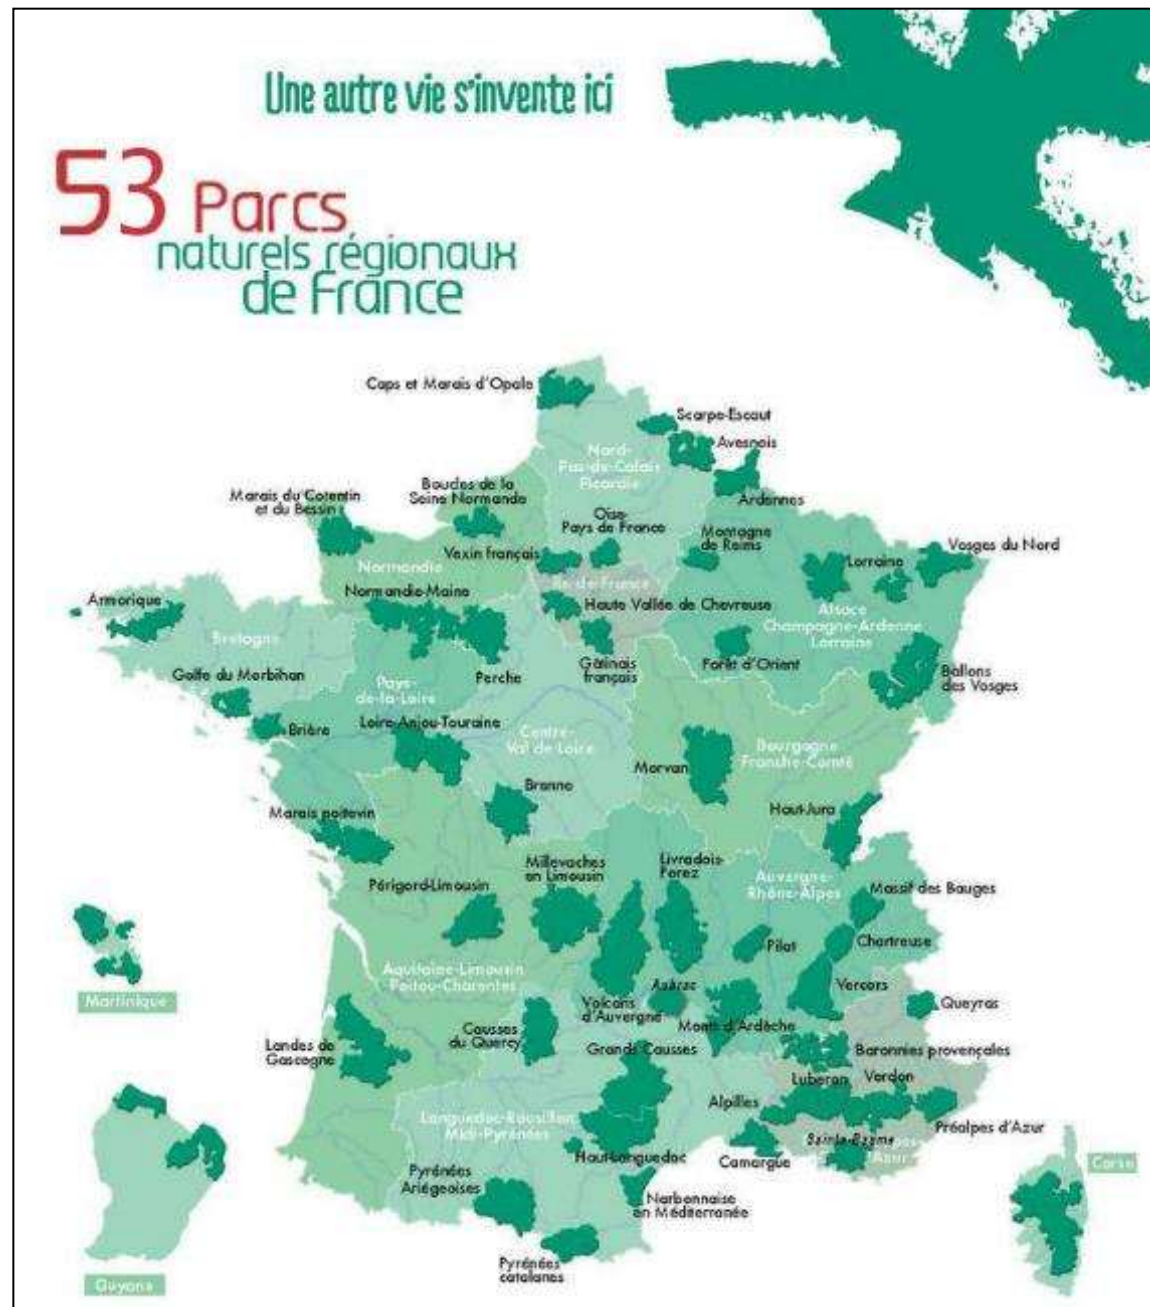 Une autre vie s'invente ici
53 Parcs
naturels régionaux
de France
Caps et Marais d'Opale
Scarpe-Escaut
Avesnois
Nord-
Pas-de-Calais
Picardie
Ardennes
Boucles de la
Seine Normande
Marais du Cotentin
et du Bessin
Oise-
Pays de France
Montagne
de Reims
Vexin français
Vosges du Nord
Lorraine
Normandie
Ile-de-France
Normandie-Maine
Haute Vallée de Chevreuse
Armorique
Alsace
Champagne-Ardenne
Lorraine
Bretagne
Perche
Gâtinais
français
Forêt d'Orient
Ballons
des Vosges
Golfe du Morbihan
Pays-
de-la-Loire
Brière
Loire-Anjou-Touraine
Centre-
Val de Loire
Bourgogne
Franche-Comté
Morvan
Brenne
Haut-Jura
Marais poitevin
Millevaches
en Limousin
Livradois-
Forez
Auvergne-
Rhône-Alpes
Massif des Bauges
Périgord-Limousin
Pilat
Chartreuse
Martinique
Aquitaine-Limousin
Poitou-Charentes
Aubrac
Vercors
Volcans
d'Auvergne
Queyras
Monts d'Ardèche
Causses
du Quercy
Landes de
Gascogne
Grands Causses
Baronnies provençales
Luberon
Verdon
Alpilles
Languedoc-Roussillon
Midi-Pyrénées
Préalpes d'Azur
Sainte-Baume
Azur
Haut-Languedoc
Camargue
Corse
Pyrénées
Ariégeoises
Narbonnaise
en Méditerranée
Pyrénées
catalanes
Guyane